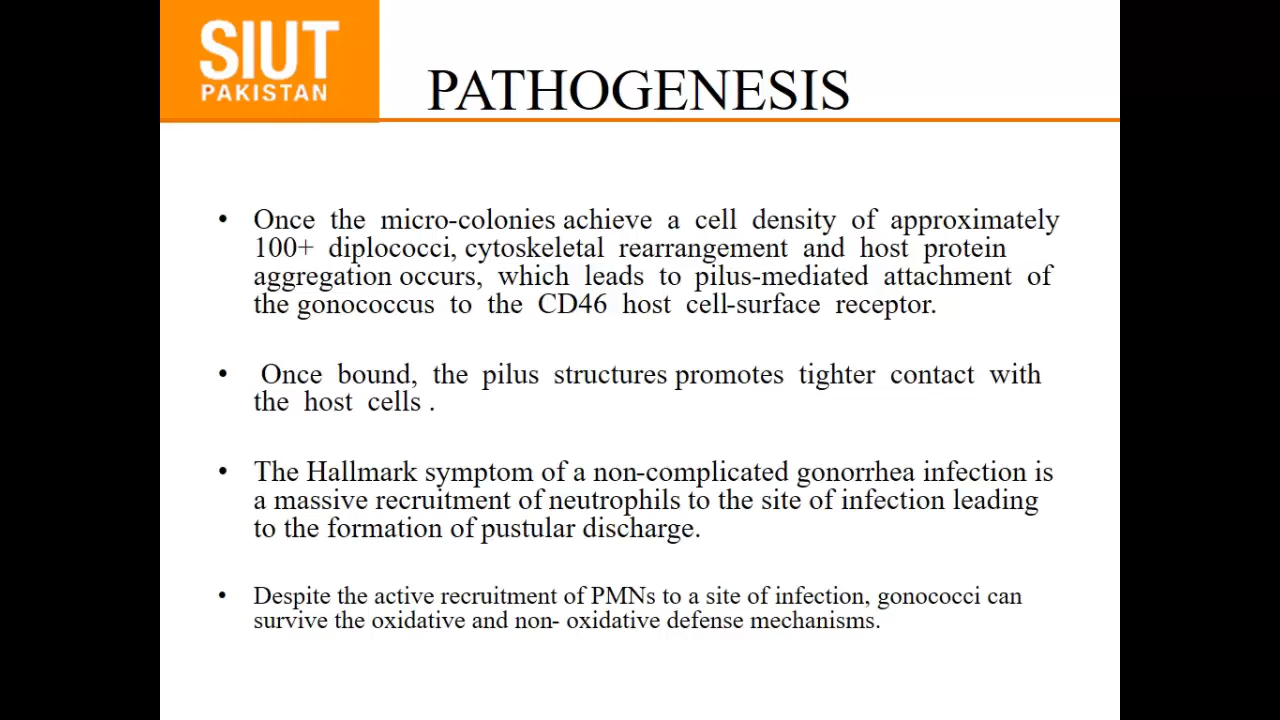 SIUT
PAKISTAN
PATHOGENESIS
• Once the micro-colonies achieve a cell density of approximately
100+ diplococci, cytoskeletal rearrangement and host protein
aggregation occurs, which leads to pilus-mediated attachment of
the gonococcus to the CD46 host cell-surface receptor.
• Once bound, the pilus structures promotes tighter contact with
the host cells .
• The Hallmark symptom of a non-complicated gonorrhea infection is
a massive recruitment of neutrophils to the site of infection leading
to the formation of pustular discharge.
• Despite the active recruitment of PMNs to a site of infection, gonococci can
survive the oxidative and non- oxidative defense mechanisms.